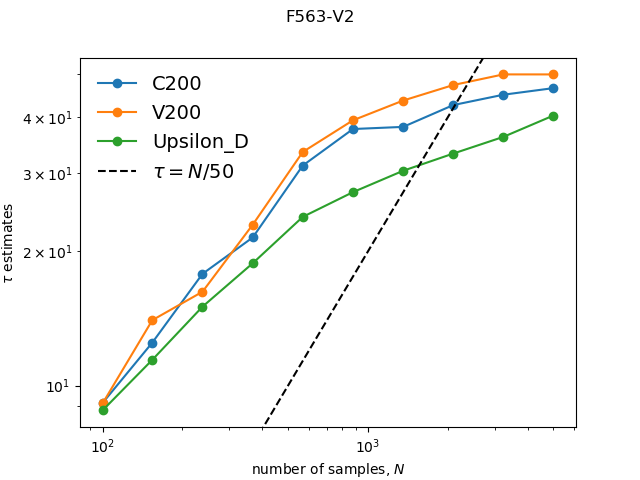 F563-V2
C200
V200
Upsilon_D
τ = N/50
4 × 10¹
3 × 10¹
2 × 10¹
10¹
τ estimates
10²
10³
number of samples, N